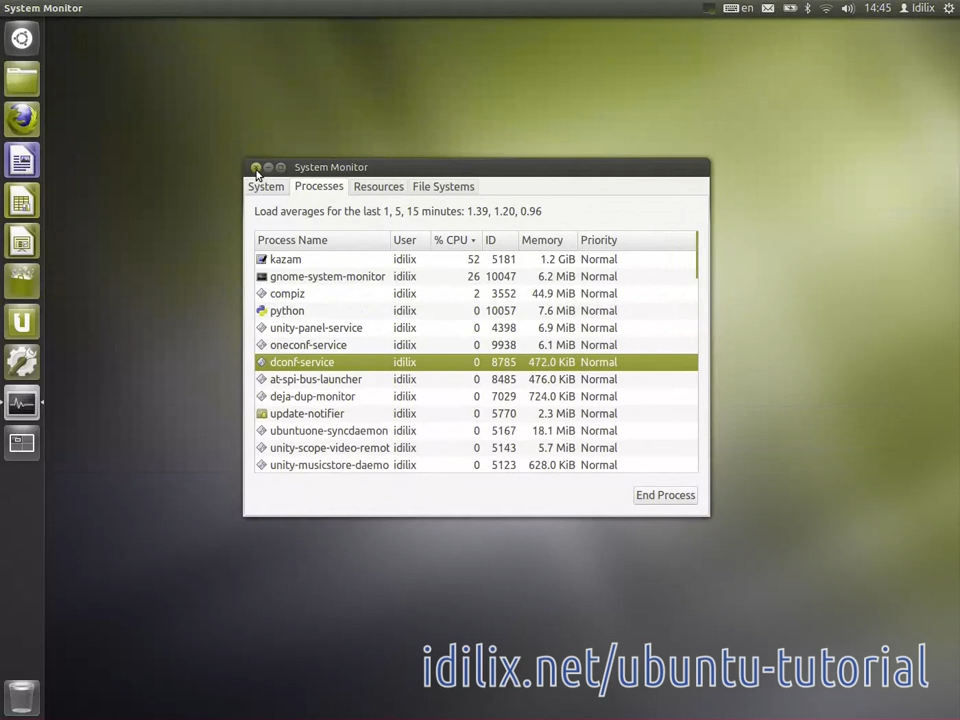 System Monitor en 14:45 Idilix
System Monitor
System Processes Resources File Systems
Load averages for the last 1, 5, 15 minutes: 1.39, 1.20, 0.96
Process Name User % CPU ID Memory Priority
kazam idilix 52 5181 1.2 GiB Normal
gnome-system-monitor idilix 26 10047 6.2 MiB Normal
compiz idilix 2 3552 44.9 MiB Normal
python idilix 0 10057 7.6 MiB Normal
unity-panel-service idilix 0 4398 6.9 MiB Normal
oneconf-service idilix 0 9938 6.1 MiB Normal
dconf-service idilix 0 8785 472.0 KiB Normal
at-spi-bus-launcher idilix 0 8485 476.0 KiB Normal
deja-dup-monitor idilix 0 7029 724.0 KiB Normal
update-notifier idilix 0 5770 2.3 MiB Normal
ubuntuone-syncdaemon idilix 0 5167 18.1 MiB Normal
unity-scope-video-remot idilix 0 5143 5.7 MiB Normal
unity-musicstore-daemo idilix 0 5123 628.0 KiB Normal
End Process
idilix.net/ubuntu-tutorial